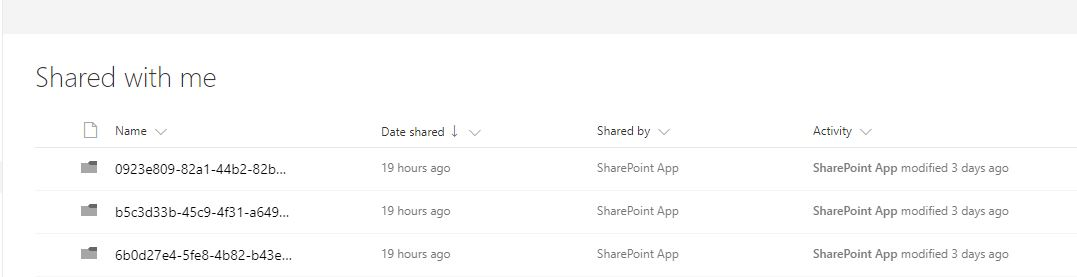 Shared with me
Name Date shared ↓ Shared by Activity
0923e809-82a1-44b2-82b... 19 hours ago SharePoint App SharePoint App modified 3 days ago
b5c3d33b-45c9-4f31-a649... 19 hours ago SharePoint App SharePoint App modified 3 days ago
6b0d27e4-5fe8-4b82-b43e... 19 hours ago SharePoint App SharePoint App modified 3 days ago